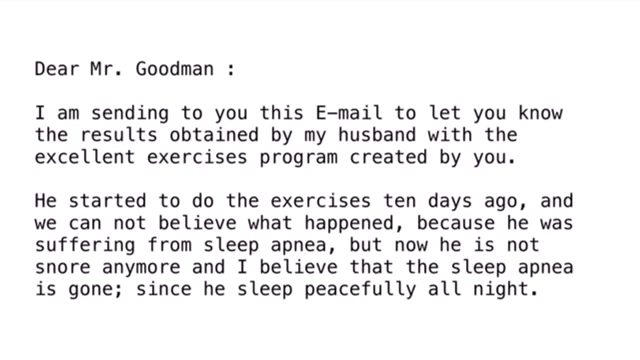 Dear Mr. Goodman :
I am sending to you this E-mail to let you know
the results obtained by my husband with the
excellent exercises program created by you.
He started to do the exercises ten days ago, and
we can not believe what happened, because he was
suffering from sleep apnea, but now he is not
snore anymore and I believe that the sleep apnea
is gone; since he sleep peacefully all night.